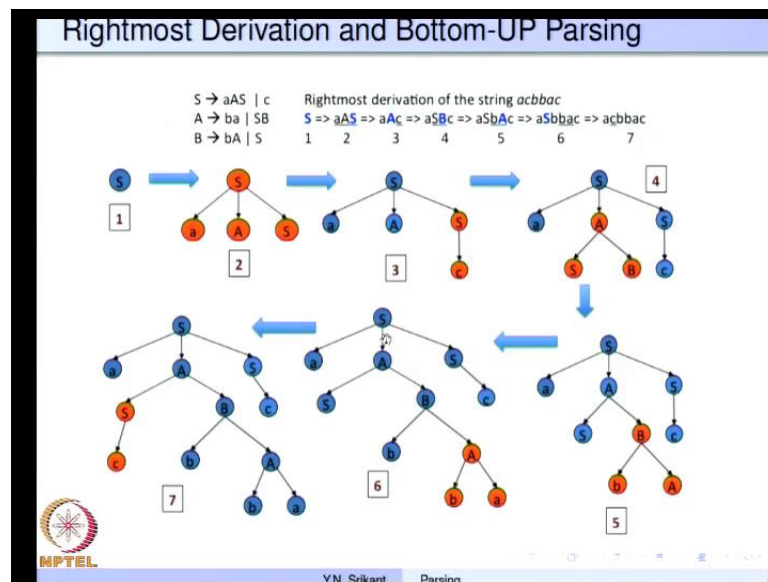 Rightmost Derivation and Bottom-UP Parsing
S → aAS | c
A → ba | SB
B → bA | S
Rightmost derivation of the string acbbac
S => aAS => aAc => aSBc => aSbAc => aSbbac => acbbac
1 2 3 4 5 6 7
S
1
S
a A S
2
S
a A S
c
3
S
4
a A S
S B c
S
a A S
S B c
b A
5
S
a A S
S B c
b A
b a
6
S
a A S
S B c
c b A
b a
7
NPTEL
Y.N. Srikant Parsing